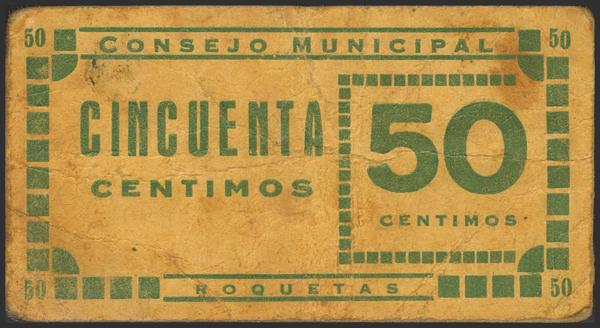 50 CONSEJO MUNICIPAL 50
CINCUENTA
CENTIMOS
50
CENTIMOS
50 ROQUETAS 50